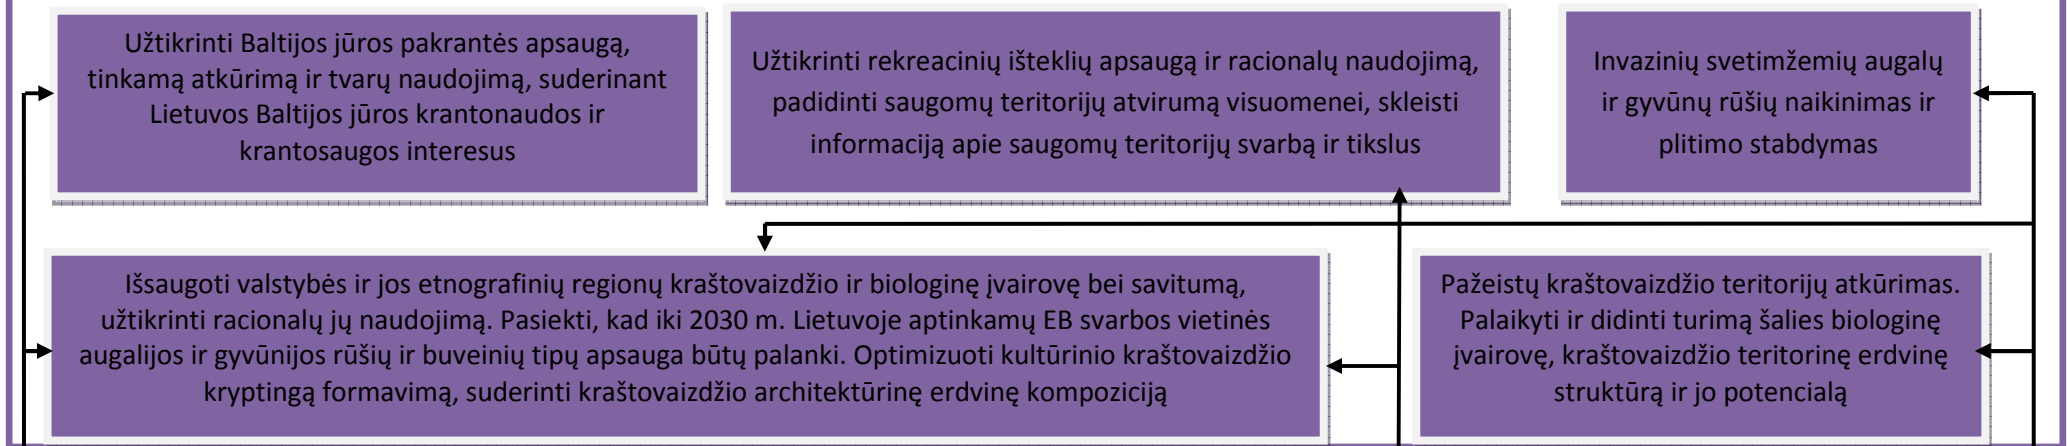 Užtikrinti Baltijos jūros pakrantės apsaugą,
tinkamą atkūrimą ir tvarų naudojimą, suderinant
Lietuvos Baltijos jūros krantonaudos ir
krantosaugos interesus
Užtikrinti rekreacinių išteklių apsaugą ir racionalų naudojimą,
padidinti saugomų teritorijų atvirumą visuomenei, skleisti
informaciją apie saugomų teritorijų svarbą ir tikslus
Invazinių svetimžemių augalų
ir gyvūnų rūšių naikinimas ir
plitimo stabdymas
Išsaugoti valstybės ir jos etnografinių regionų kraštovaizdžio ir biologinę įvairovę bei savitumą,
užtikrinti racionalų jų naudojimą. Pasiekti, kad iki 2030 m. Lietuvoje aptinkamų EB svarbos vietinės
augalijos ir gyvūnijos rūšių ir buveinių tipų apsauga būtų palanki. Optimizuoti kultūrinio kraštovaizdžio
kryptingą formavimą, suderinti kraštovaizdžio architektūrinę erdvinę kompoziciją
Pažeistų kraštovaizdžio teritorijų atkūrimas.
Palaikyti ir didinti turimą šalies biologinę
įvairovę, kraštovaizdžio teritorinę erdvinę
struktūrą ir jo potencialą